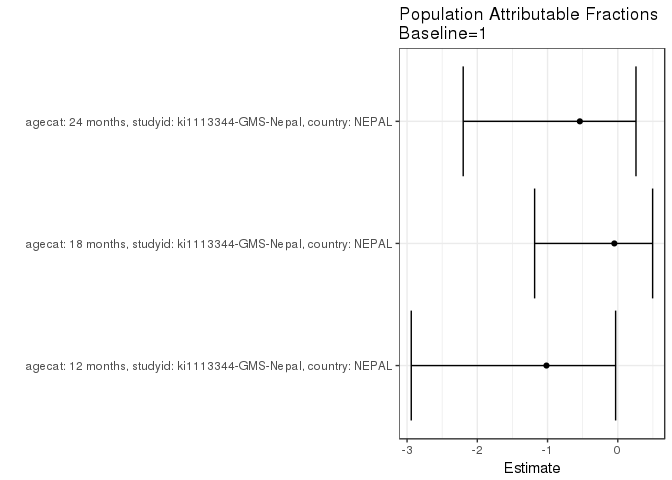 Population Attributable Fractions
Baseline=1
agecat: 24 months, studyid: ki1113344-GMS-Nepal, country: NEPAL
agecat: 18 months, studyid: ki1113344-GMS-Nepal, country: NEPAL
agecat: 12 months, studyid: ki1113344-GMS-Nepal, country: NEPAL
-3 -2 -1 0
Estimate